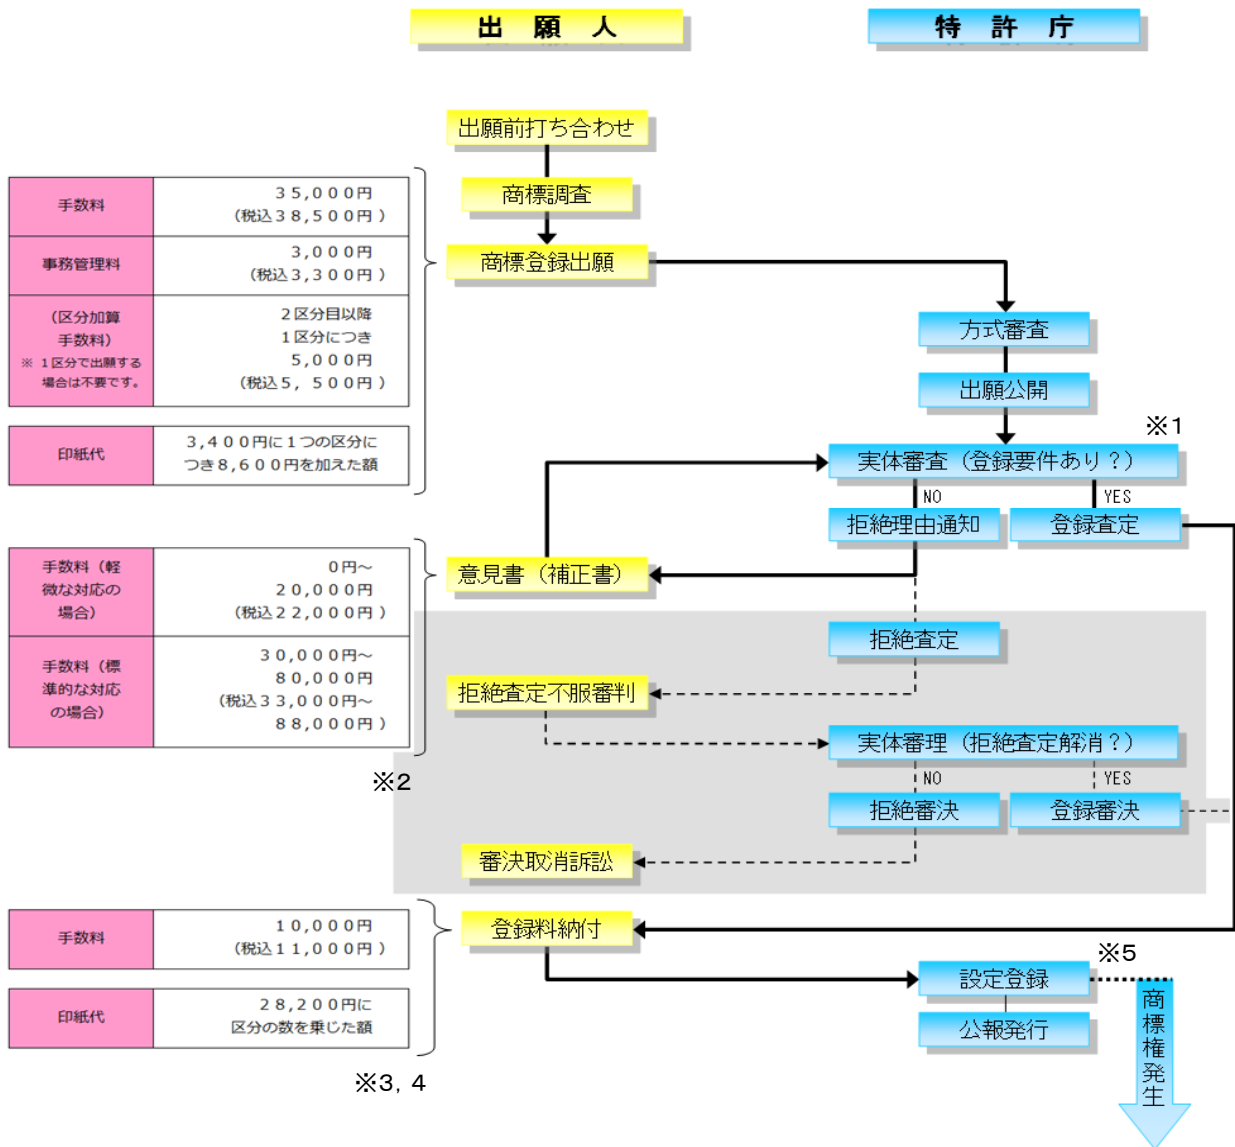 出願人
特許庁
出願前打ち合わせ
商標調査
商標登録出願
手数料
35,000円
(税込38,500円)
事務管理料
3,000円
(税込3,300円)
(区分加算
手数料)
※ 1区分で出願する
場合は不要です。
2区分目以降
1区分につき
5,000円
(税込5,500円)
印紙代
3,400円に1つの区分に
つき8,600円を加えた額
方式審査
出願公開
※1
実体審査(登録要件あり?)
NO
YES
拒絶理由通知
登録査定
意見書(補正書)
手数料(軽
微な対応の
場合)
0円~
20,000円
(税込22,000円)
手数料(標
準的な対応
の場合)
30,000円~
80,000円
(税込33,000円~
88,000円)
※2
拒絶査定
拒絶査定不服審判
実体審理(拒絶査定解消?)
NO
YES
拒絶審決
登録審決
審決取消訴訟
手数料
10,000円
(税込11,000円)
印紙代
28,200円に
区分の数を乗じた額
※3, 4
登録料納付
※5
設定登録
公報発行
商標権発生